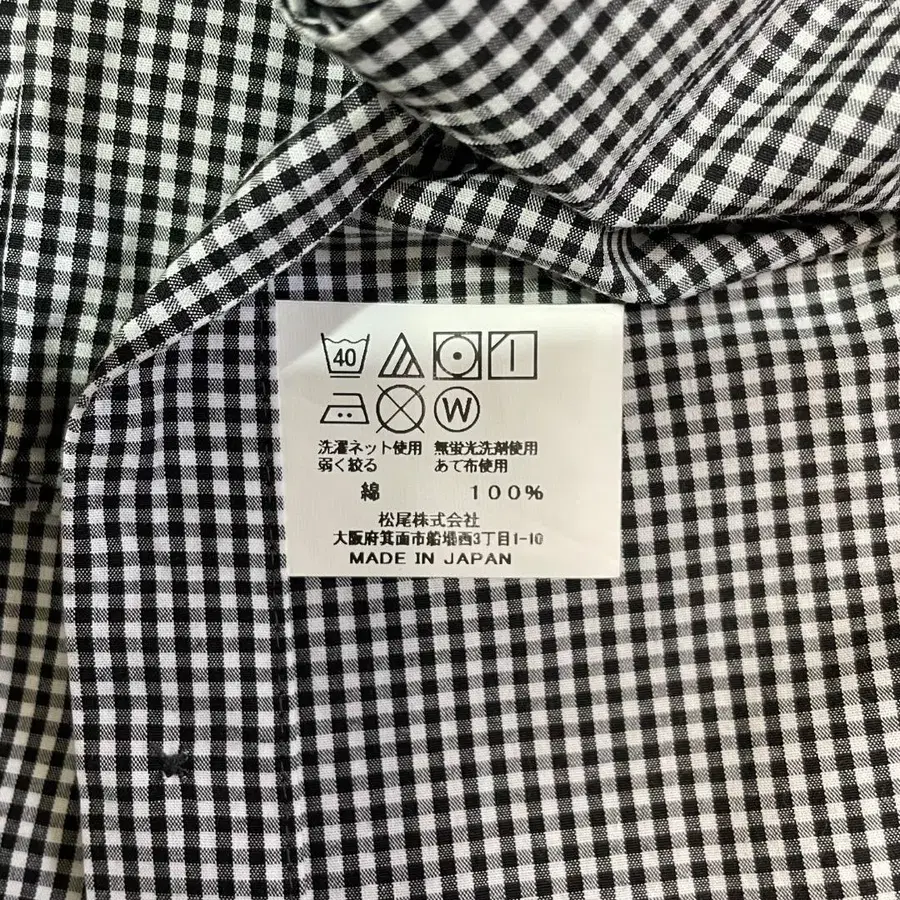 40
W
洗濯ネット使用 無蛍光洗剤使用
弱く絞る あて布使用
綿 100%
松尾株式会社
大阪府箕面市船場西3丁目1-10
MADE IN JAPAN